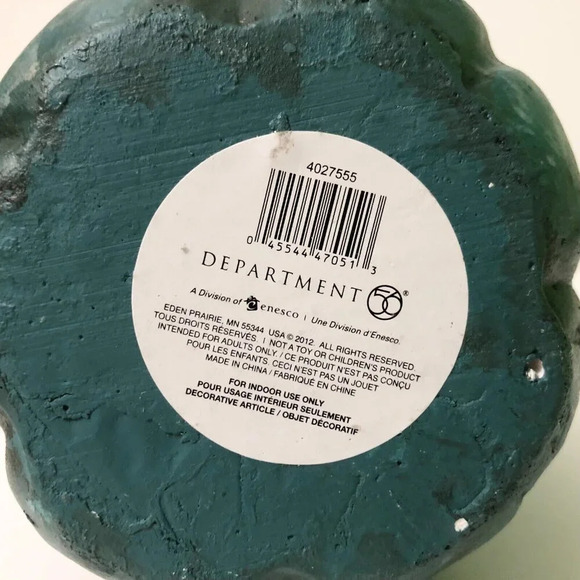 4027555
0 45544 47051 3
DEPARTMENT 56®
A Division of enesco | Une Division d'Enesco.
EDEN PRAIRIE, MN 55344 USA © 2012. ALL RIGHTS RESERVED.
TOUS DROITS RÉSERVÉS. | NOT A TOY OR CHILDREN'S PRODUCT
INTENDED FOR ADULTS ONLY. / CE PRODUIT N'EST PAS CONÇU
POUR LES ENFANTS. CECI N'EST PAS UN JOUET
MADE IN CHINA / FABRIQUÉ EN CHINE
FOR INDOOR USE ONLY
POUR USAGE INTÉRIEUR SEULEMENT
DECORATIVE ARTICLE / OBJET DÉCORATIF